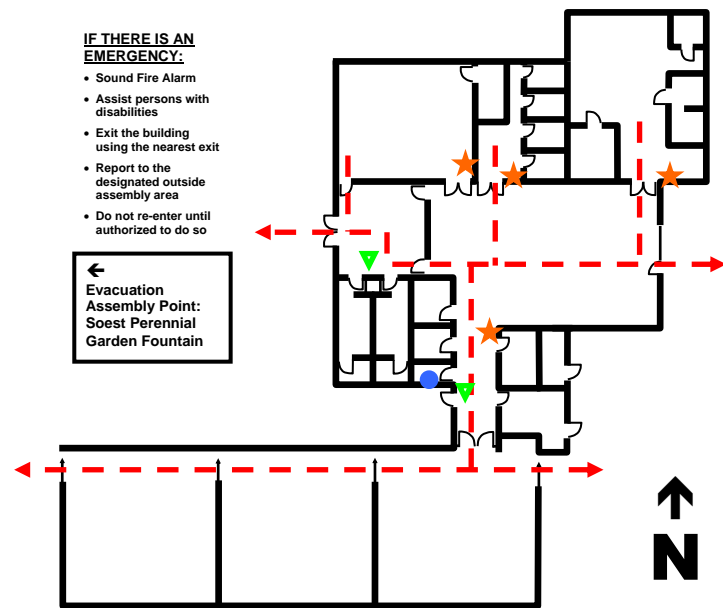 IF THERE IS AN
EMERGENCY:
• Sound Fire Alarm
• Assist persons with
disabilities
• Exit the building
using the nearest exit
• Report to the
designated outside
assembly area
• Do not re-enter until
authorized to do so
←
Evacuation
Assembly Point:
Soest Perennial
Garden Fountain
N